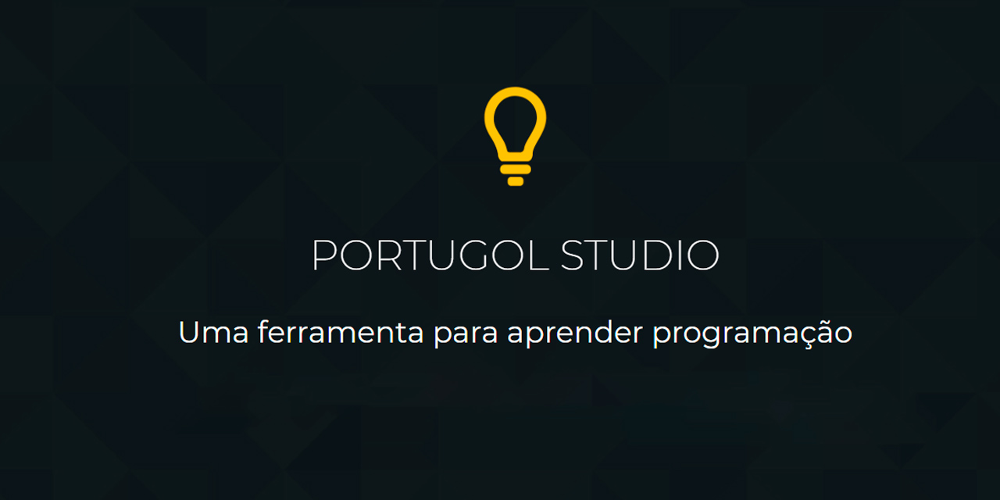 PORTUGOL STUDIO
Uma ferramenta para aprender programação